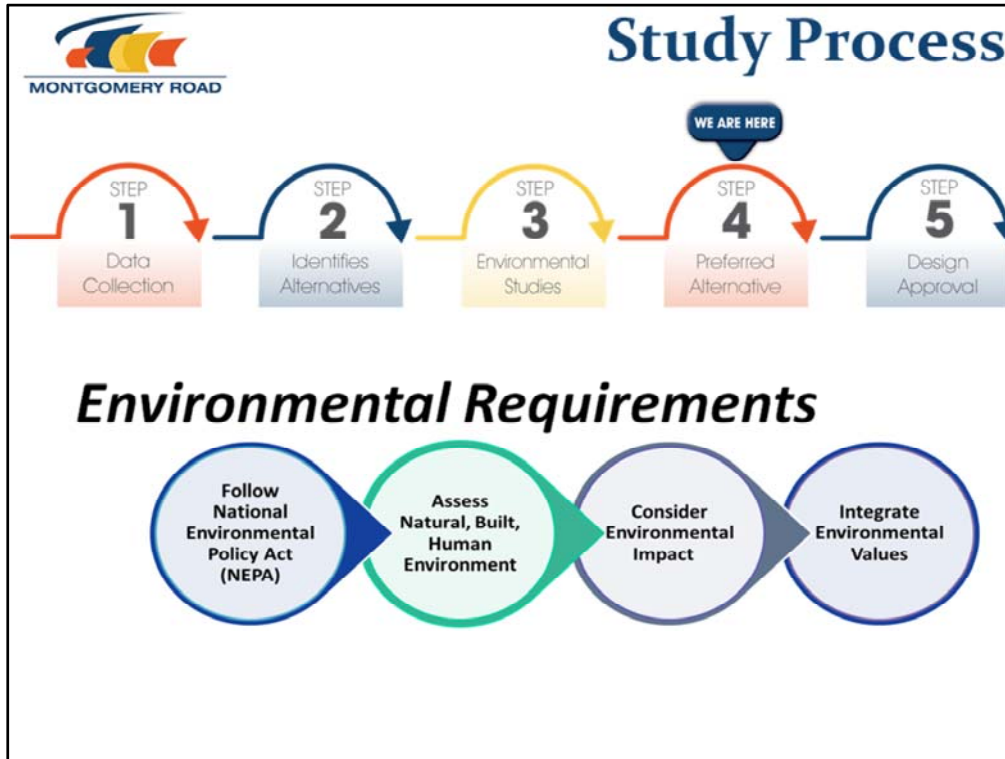 Study Process
MONTGOMERY ROAD
WE ARE HERE
STEP
1
Data
Collection
STEP
2
Identifies
Alternatives
STEP
3
Environmental
Studies
STEP
4
Preferred
Alternative
STEP
5
Design
Approval
Environmental Requirements
Follow
National
Environmental
Policy Act
(NEPA)
Assess
Natural, Built,
Human
Environment
Consider
Environmental
Impact
Integrate
Environmental
Values